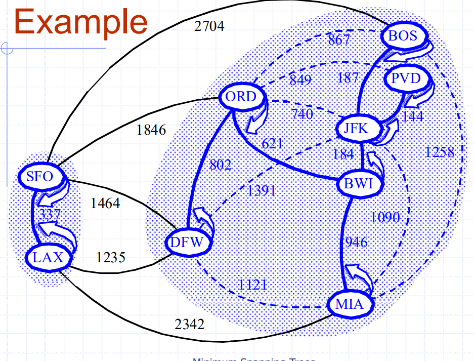 Example
2704
BOS
867
PVD
849
187
ORD
740
144
1846
JFK
621
184
1258
SFO
802
BWI
1391
1464
337
1090
DFW
946
LAX
1235
1121
MIA
2342
Minimum Spanning Trees